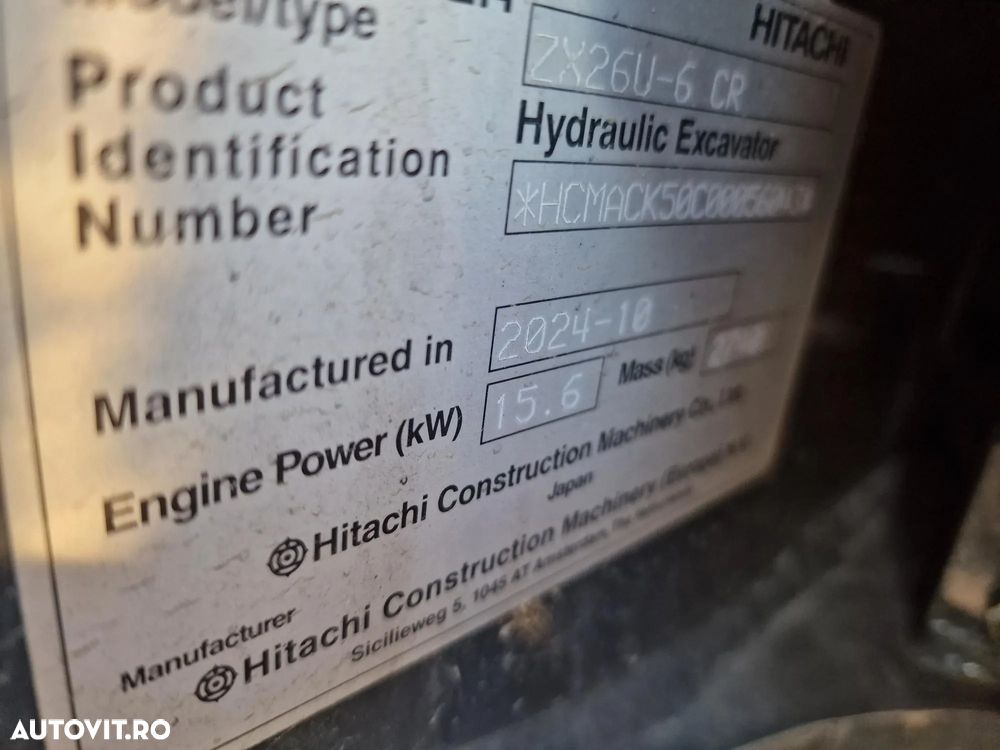 HITACHI
Model/type ZX26U-6 CR
Product
Identification
Number
Hydraulic Excavator
Manufactured in 2024-10
Engine Power (kW) 15.6 Mass (kg)
Hitachi Construction Machinery Co., Ltd.
Japan
Manufacturer
Hitachi Construction Machinery (Europe) N.V.
Sicilieweg 5, 1045 AT Amsterdam, The Netherlands
AUTOVIT.RO